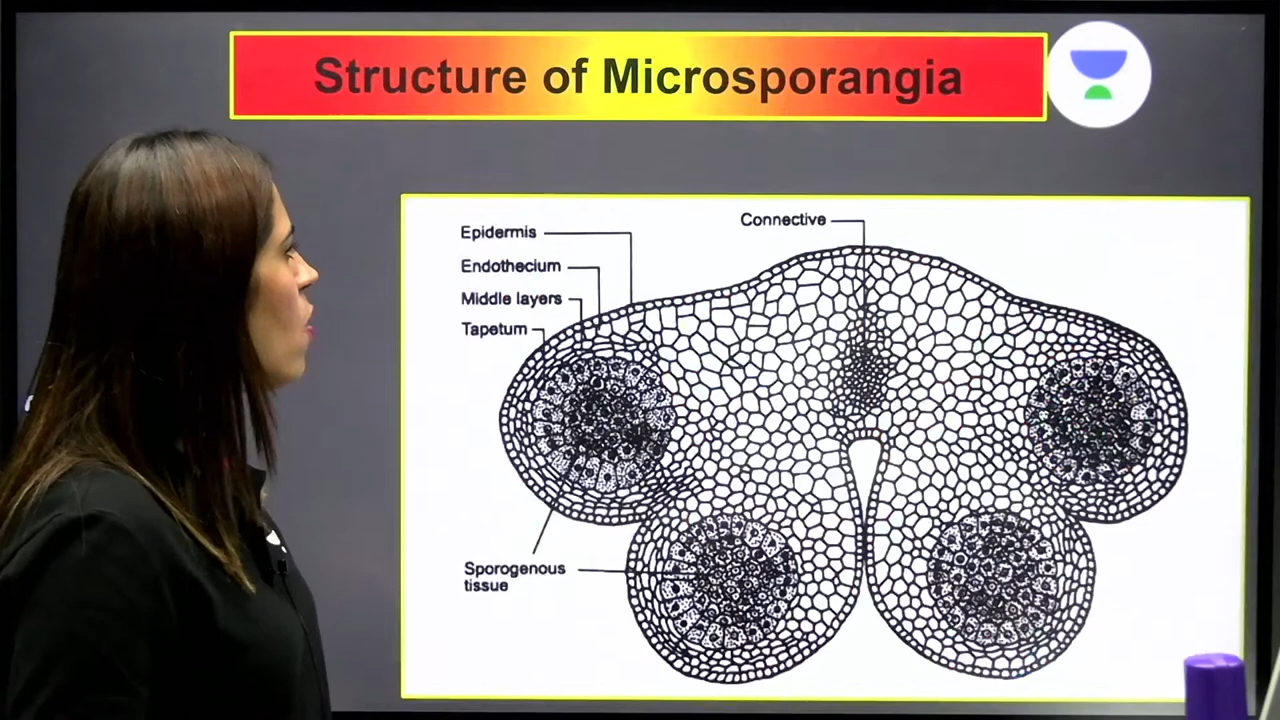 Structure of Microsporangia
Connective
Epidermis
Endothecium
Middle layers
Tapetum
Sporogenous
tissue